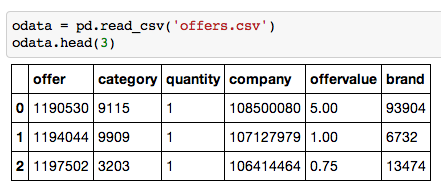 odata = pd.read_csv('offers.csv')
odata.head(3)
offer category quantity company offervalue brand
0 1190530 9115 1 108500080 5.00 93904
1 1194044 9909 1 107127979 1.00 6732
2 1197502 3203 1 106414464 0.75 13474